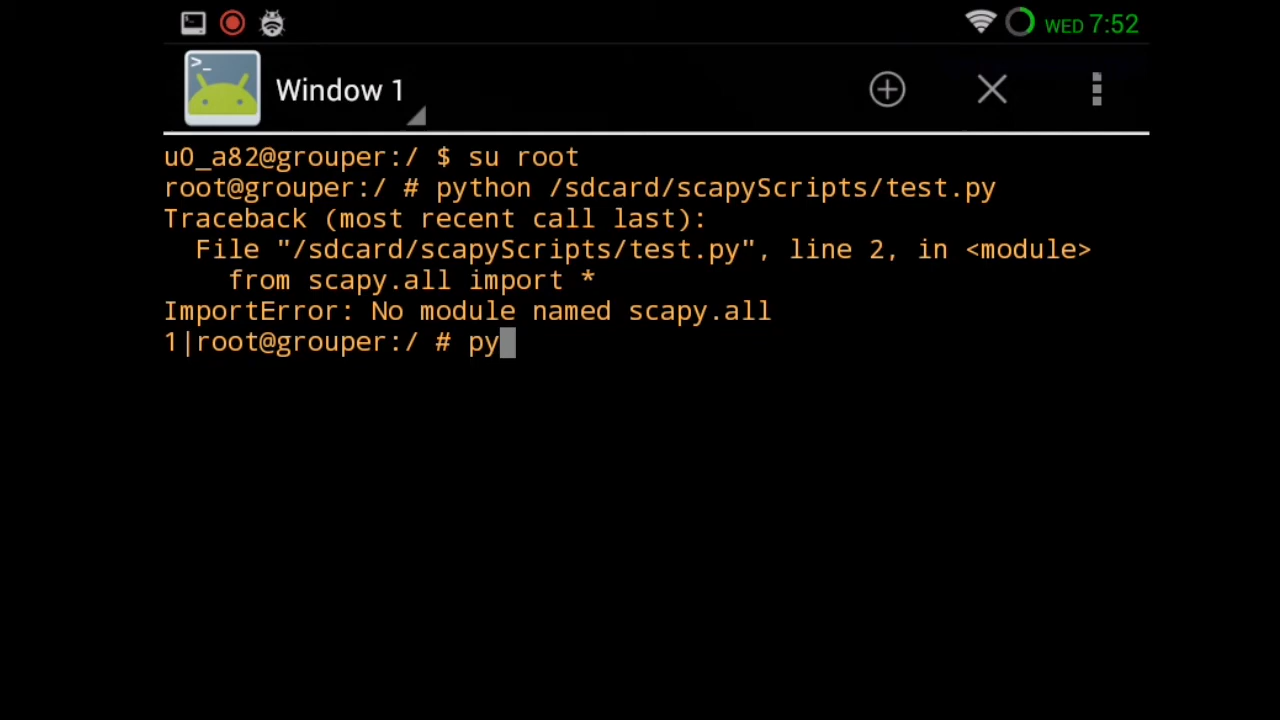 WED 7:52
>_
Window 1
u0_a82@grouper:/ $ su root
root@grouper:/ # python /sdcard/scapyScripts/test.py
Traceback (most recent call last):
  File "/sdcard/scapyScripts/test.py", line 2, in <module>
    from scapy.all import *
ImportError: No module named scapy.all
1|root@grouper:/ # py